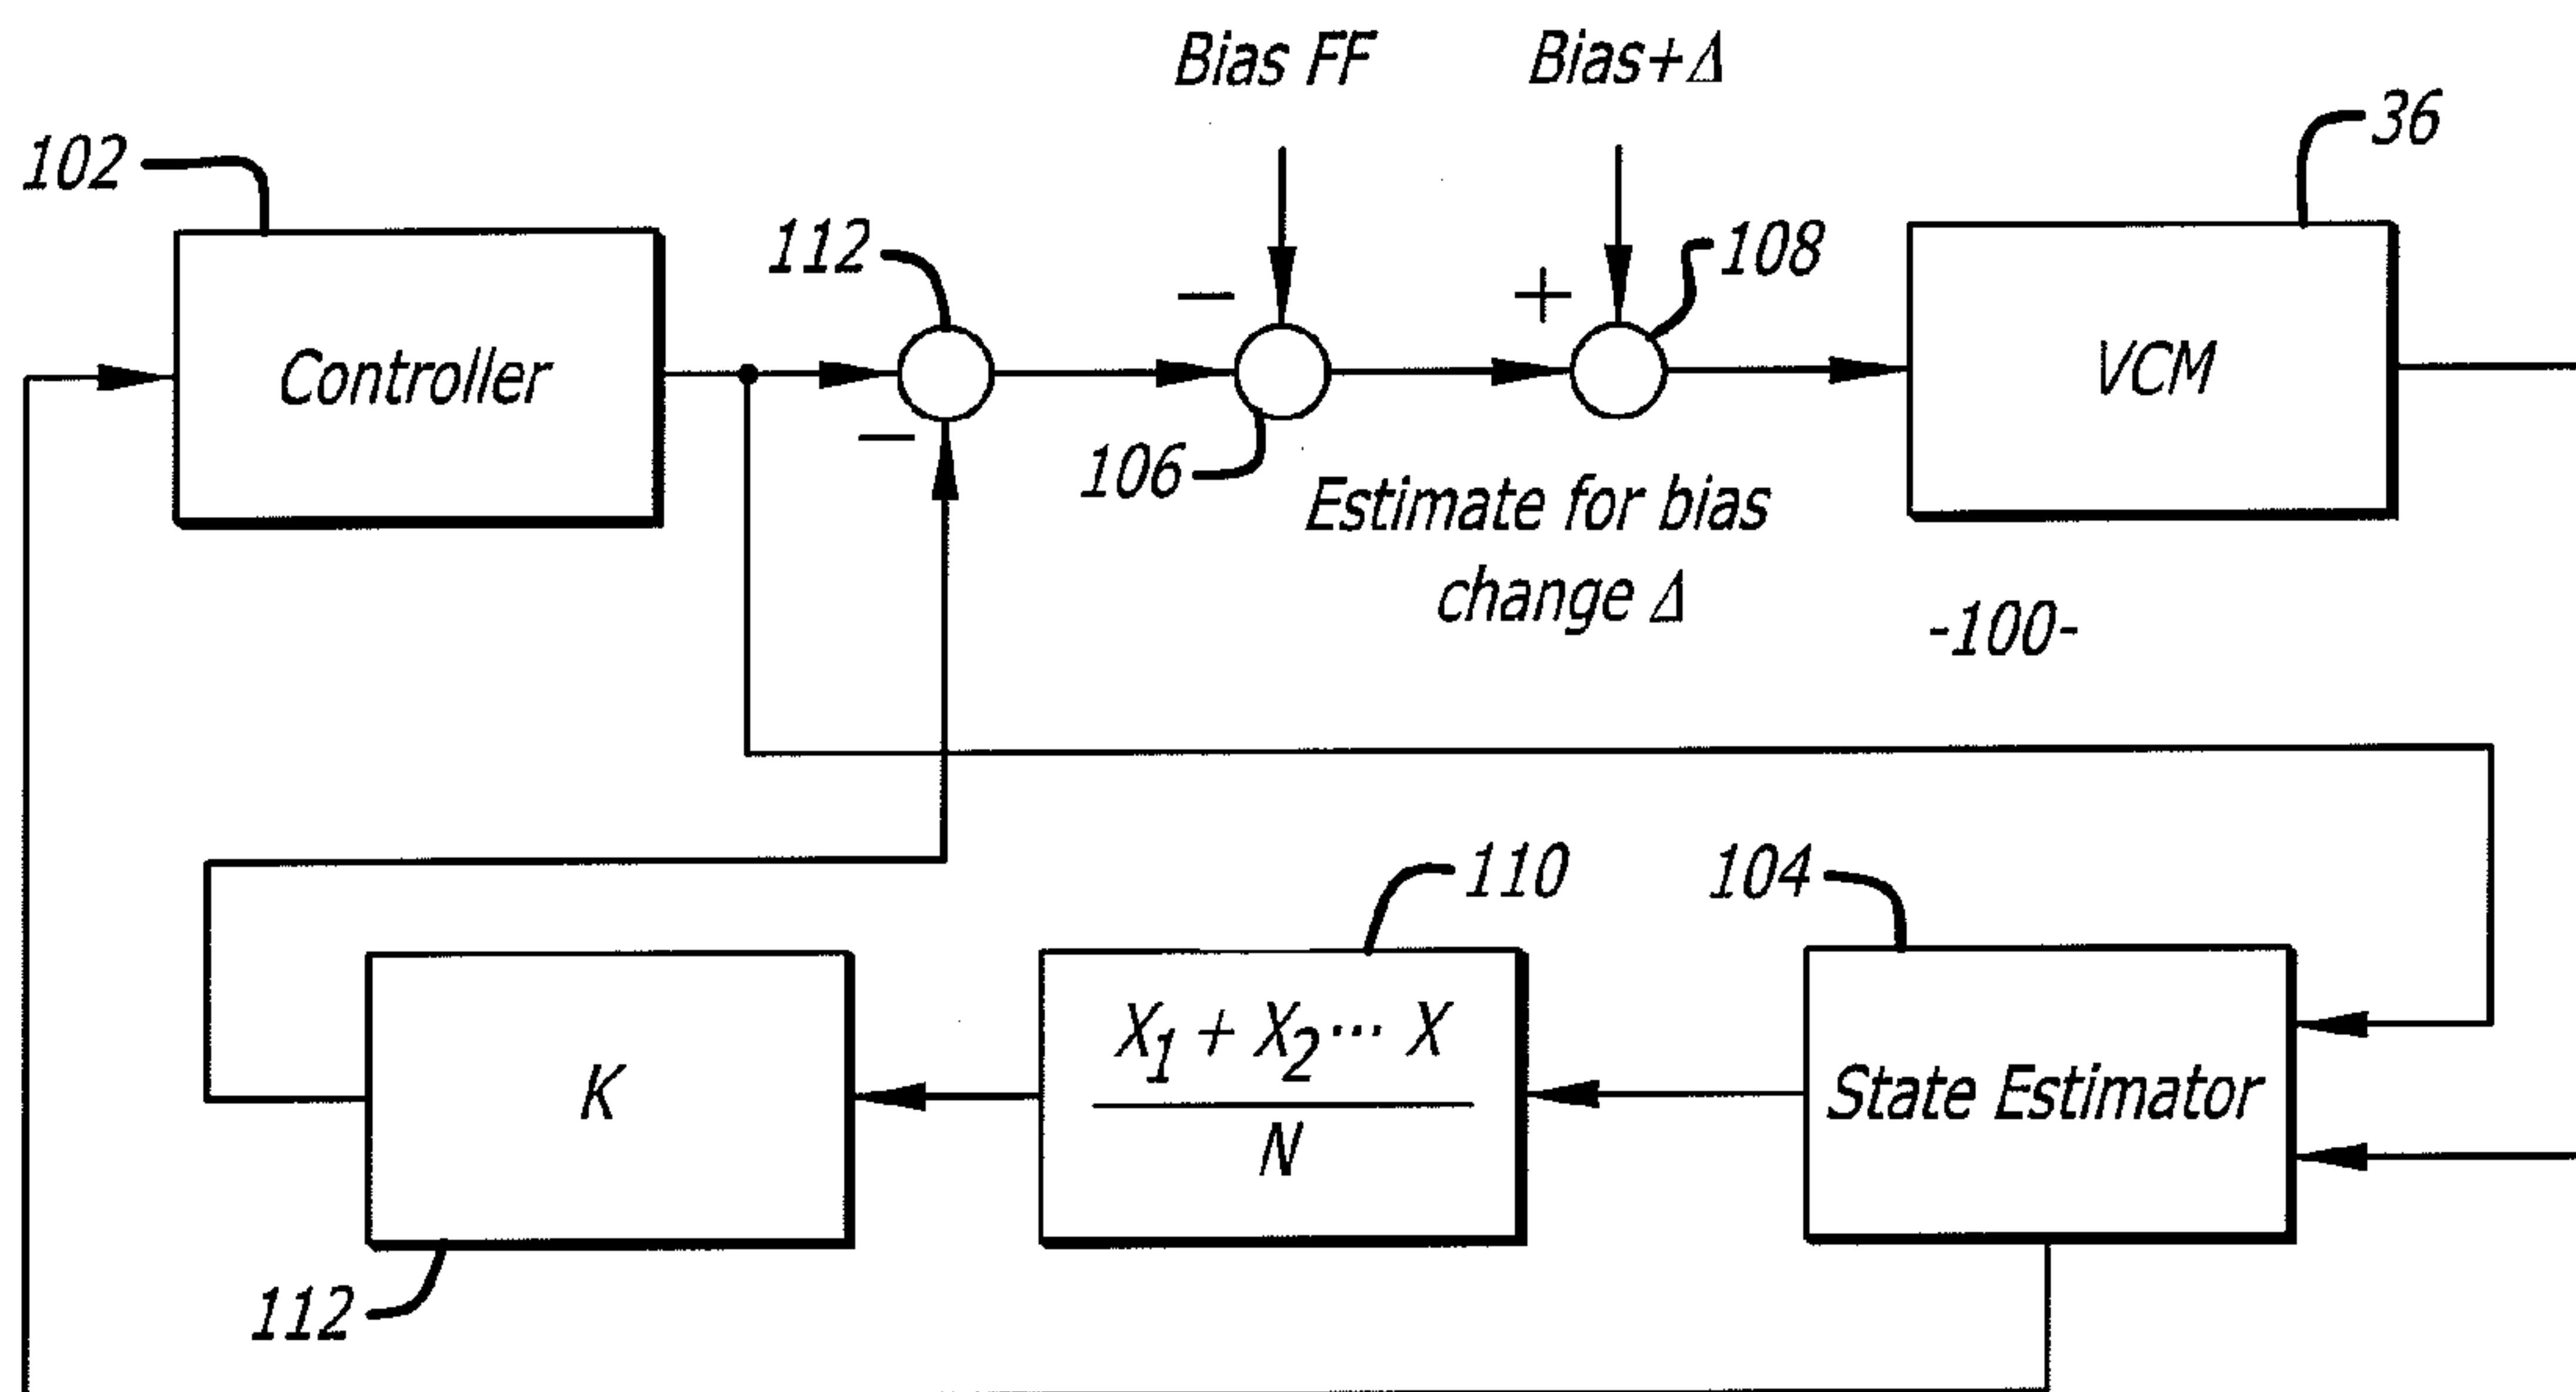 Bias FF
Bias+Δ
36
102
112
108
Controller
−
+
VCM
−
106
Estimate for bias
change Δ
-100-
110
104
K
X1 + X2 ... X
N
State Estimator
112